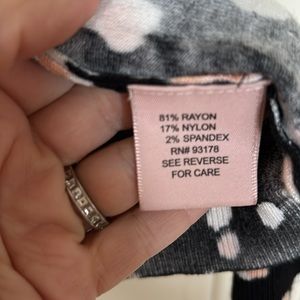 81% RAYON
17% NYLON
2% SPANDEX
RN# 93178
SEE REVERSE
FOR CARE